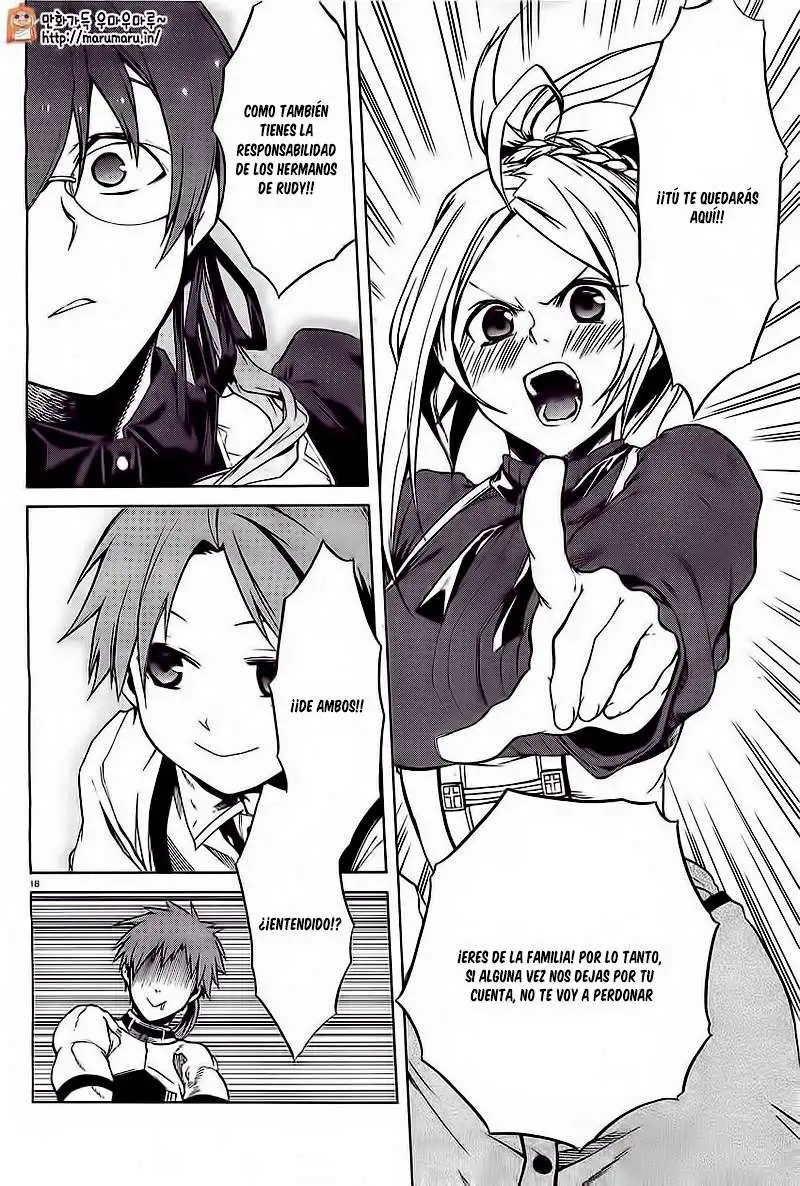 만화가득 우마우마루~
http://marumaru.in/
¡¡TÚ TE QUEDARÁS
AQUÍ!!
¡ERES DE LA FAMILIA! POR LO TANTO,
SI ALGUNA VEZ NOS DEJAS POR TU
CUENTA, NO TE VOY A PERDONAR
COMO TAMBIÉN
TIENES LA
RESPONSABILIDAD
DE LOS HERMANOS
DE RUDY!!
¡¡DE AMBOS!!
¿¡ENTENDIDO!?
18